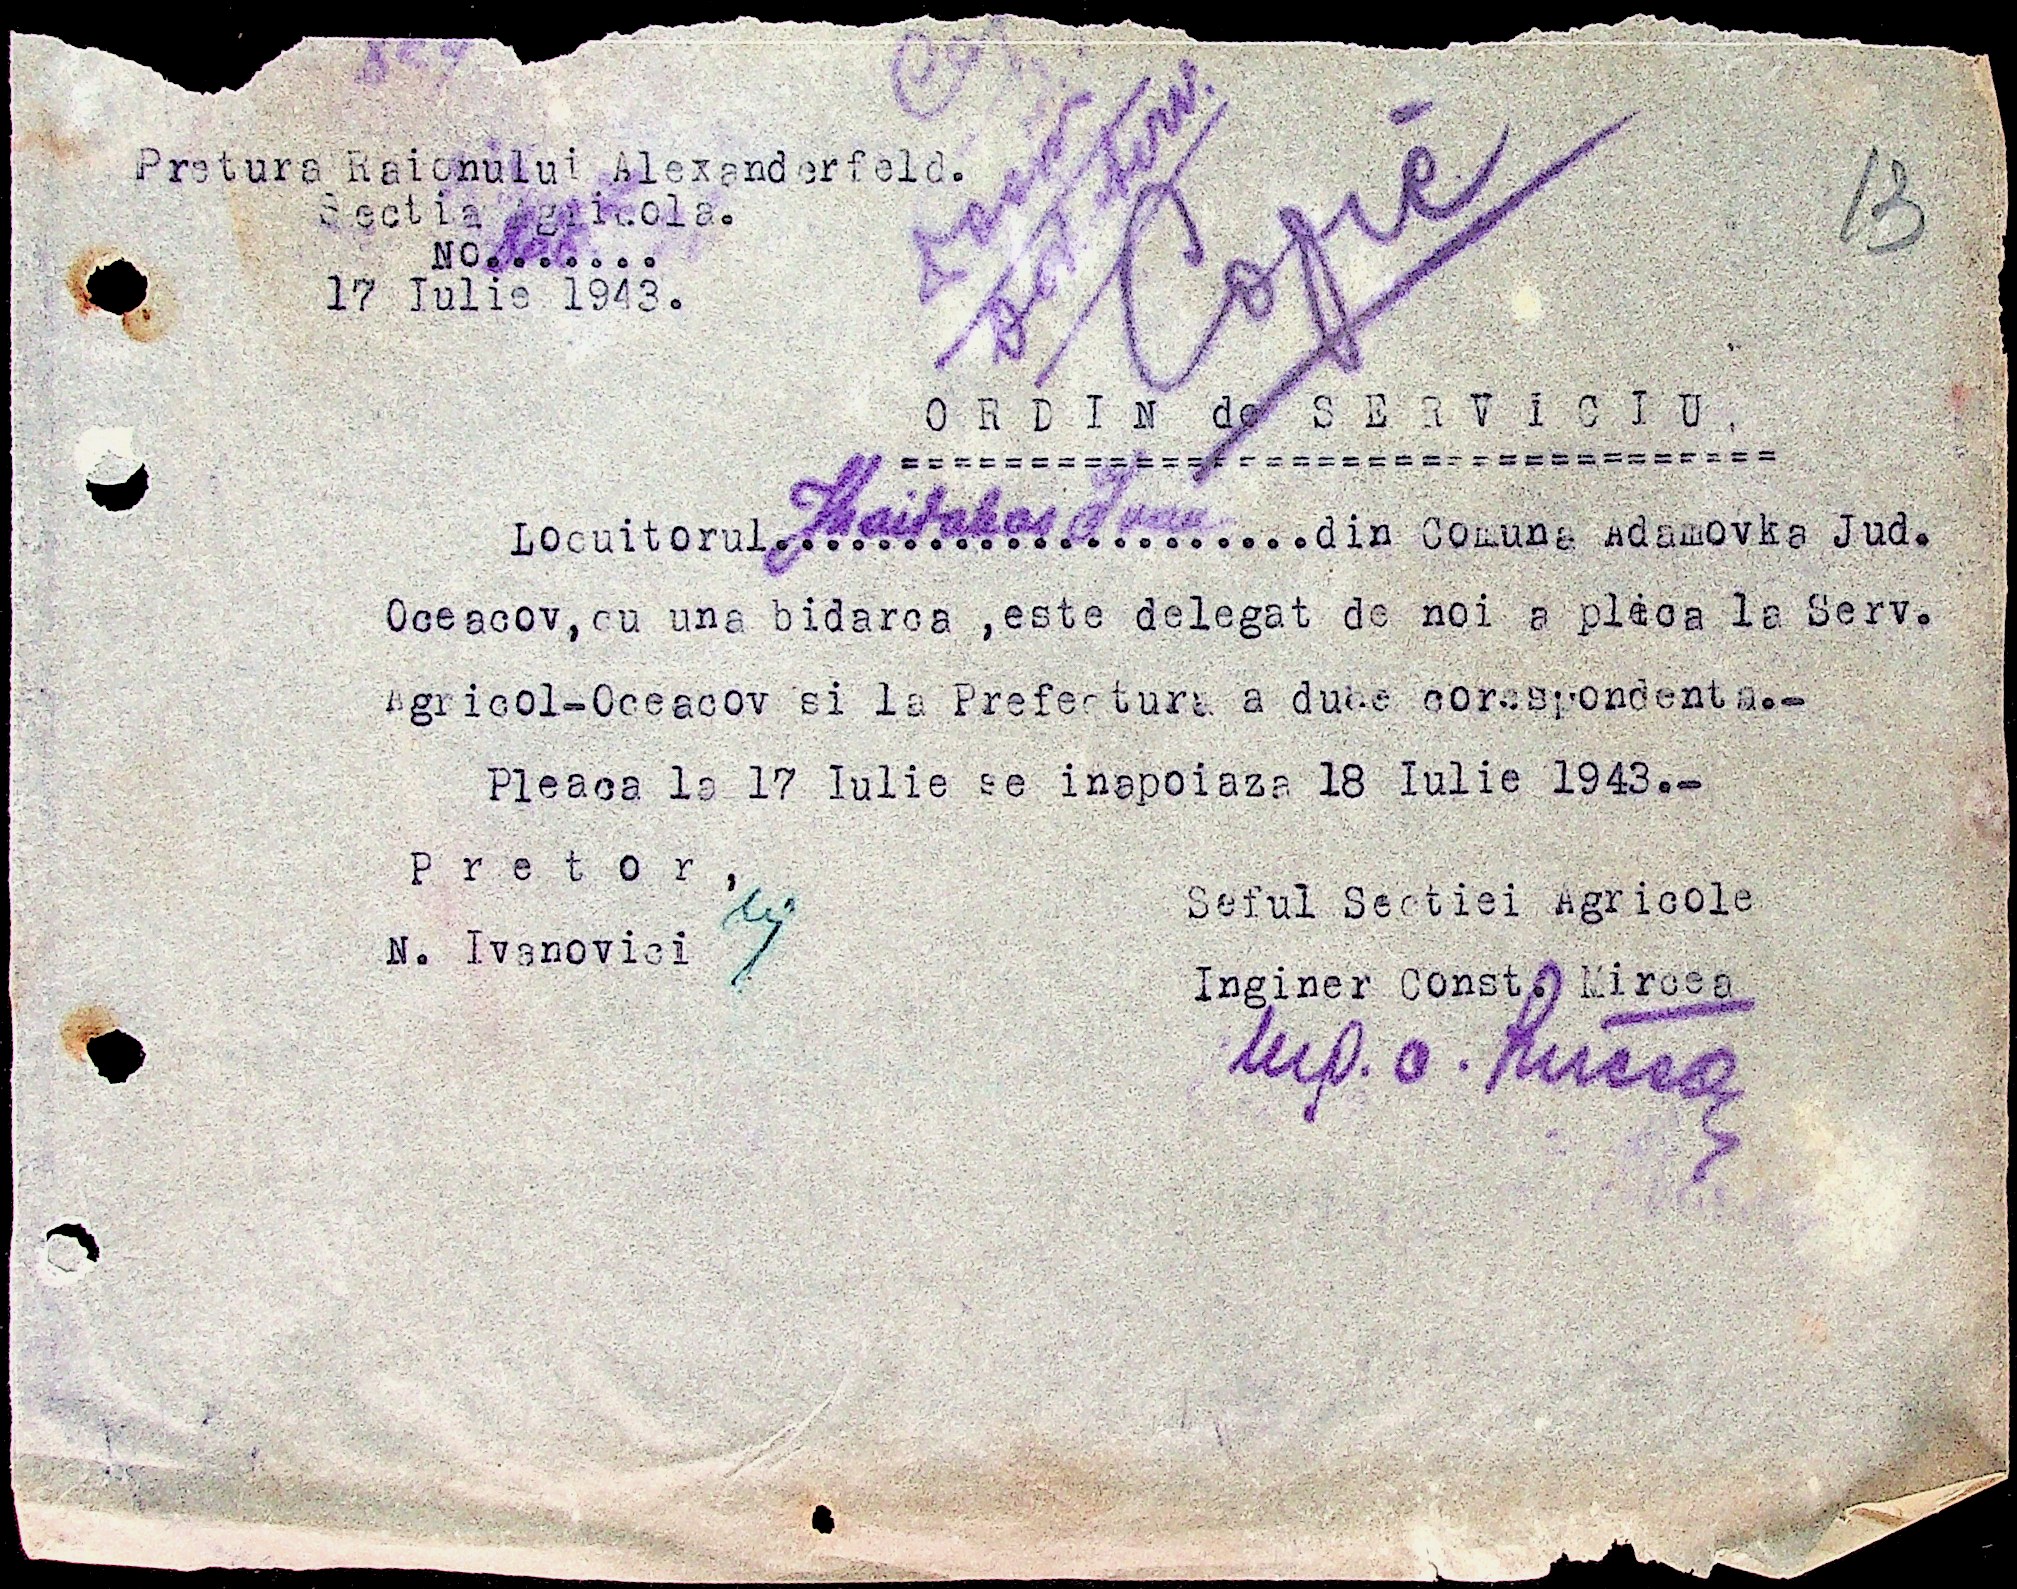 13
Copie
Pretura Raionului Alexanderfeld.
Sectia Agricola.
No.......
17 Iulie 1943.
ORDIN de SERVICIU.
===================================
Locuitorul.....................din Comuna Adamovka Jud.
Oceacov,cu una bidarca ,este delegat de noi a pleca la Serv.
Agricol-Oceacov si la Prefectura a duce corespondenta.-
Pleaca la 17 Iulie se inapoiaza 18 Iulie 1943.-
Pretor,
N. Ivanovici
Seful Sectiei Agricole
Inginer Const. Mircea